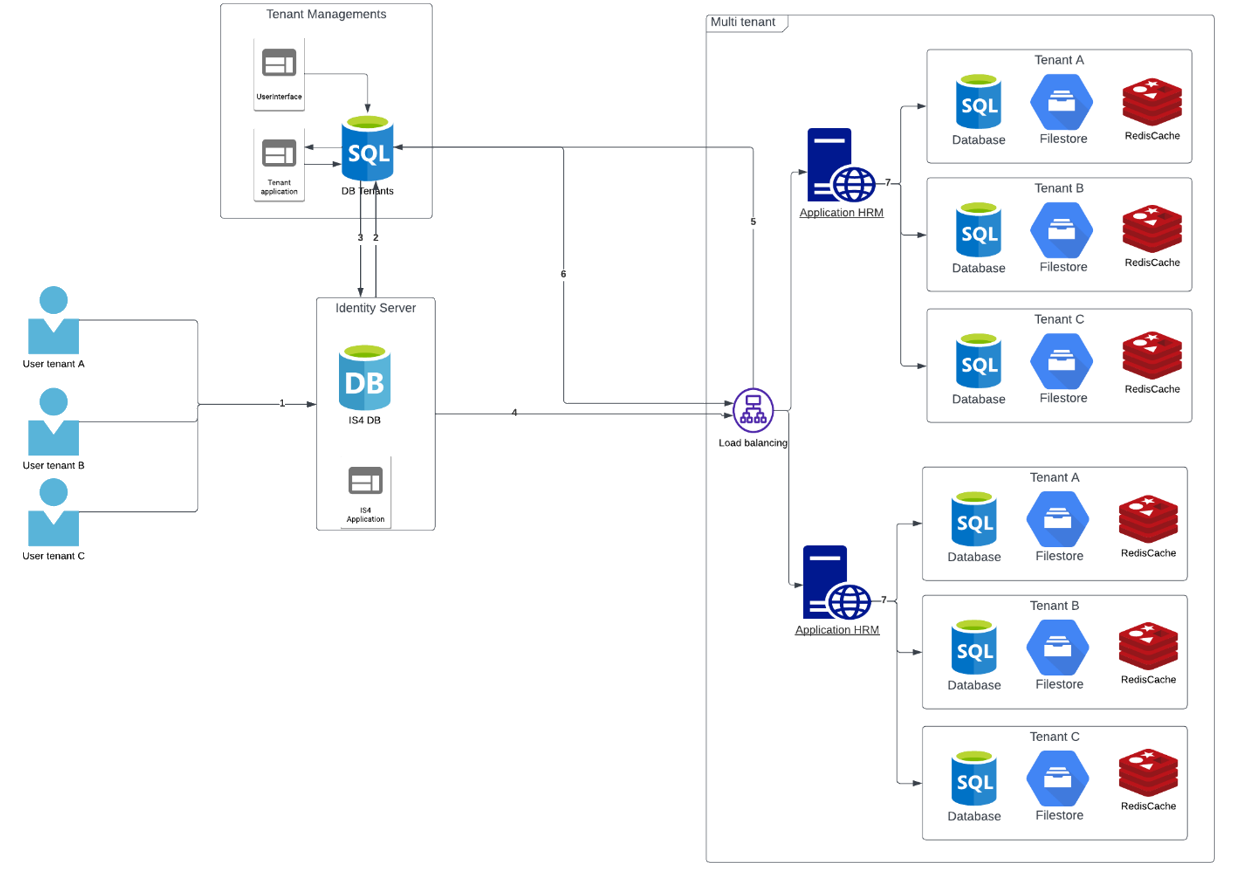 Tenant Managements
UserInterface
SQL
Tenant
application
DB Tenants
3
2
Identity Server
DB
IS4 DB
IS4
Application
User tenant A
User tenant B
User tenant C
1
4
5
6
Load balancing
Multi tenant
Application HRM
7
Tenant A
SQL
Database
Filestore
RedisCache
Tenant B
SQL
Database
Filestore
RedisCache
Tenant C
SQL
Database
Filestore
RedisCache
Application HRM
7
Tenant A
SQL
Database
Filestore
RedisCache
Tenant B
SQL
Database
Filestore
RedisCache
Tenant C
SQL
Database
Filestore
RedisCache